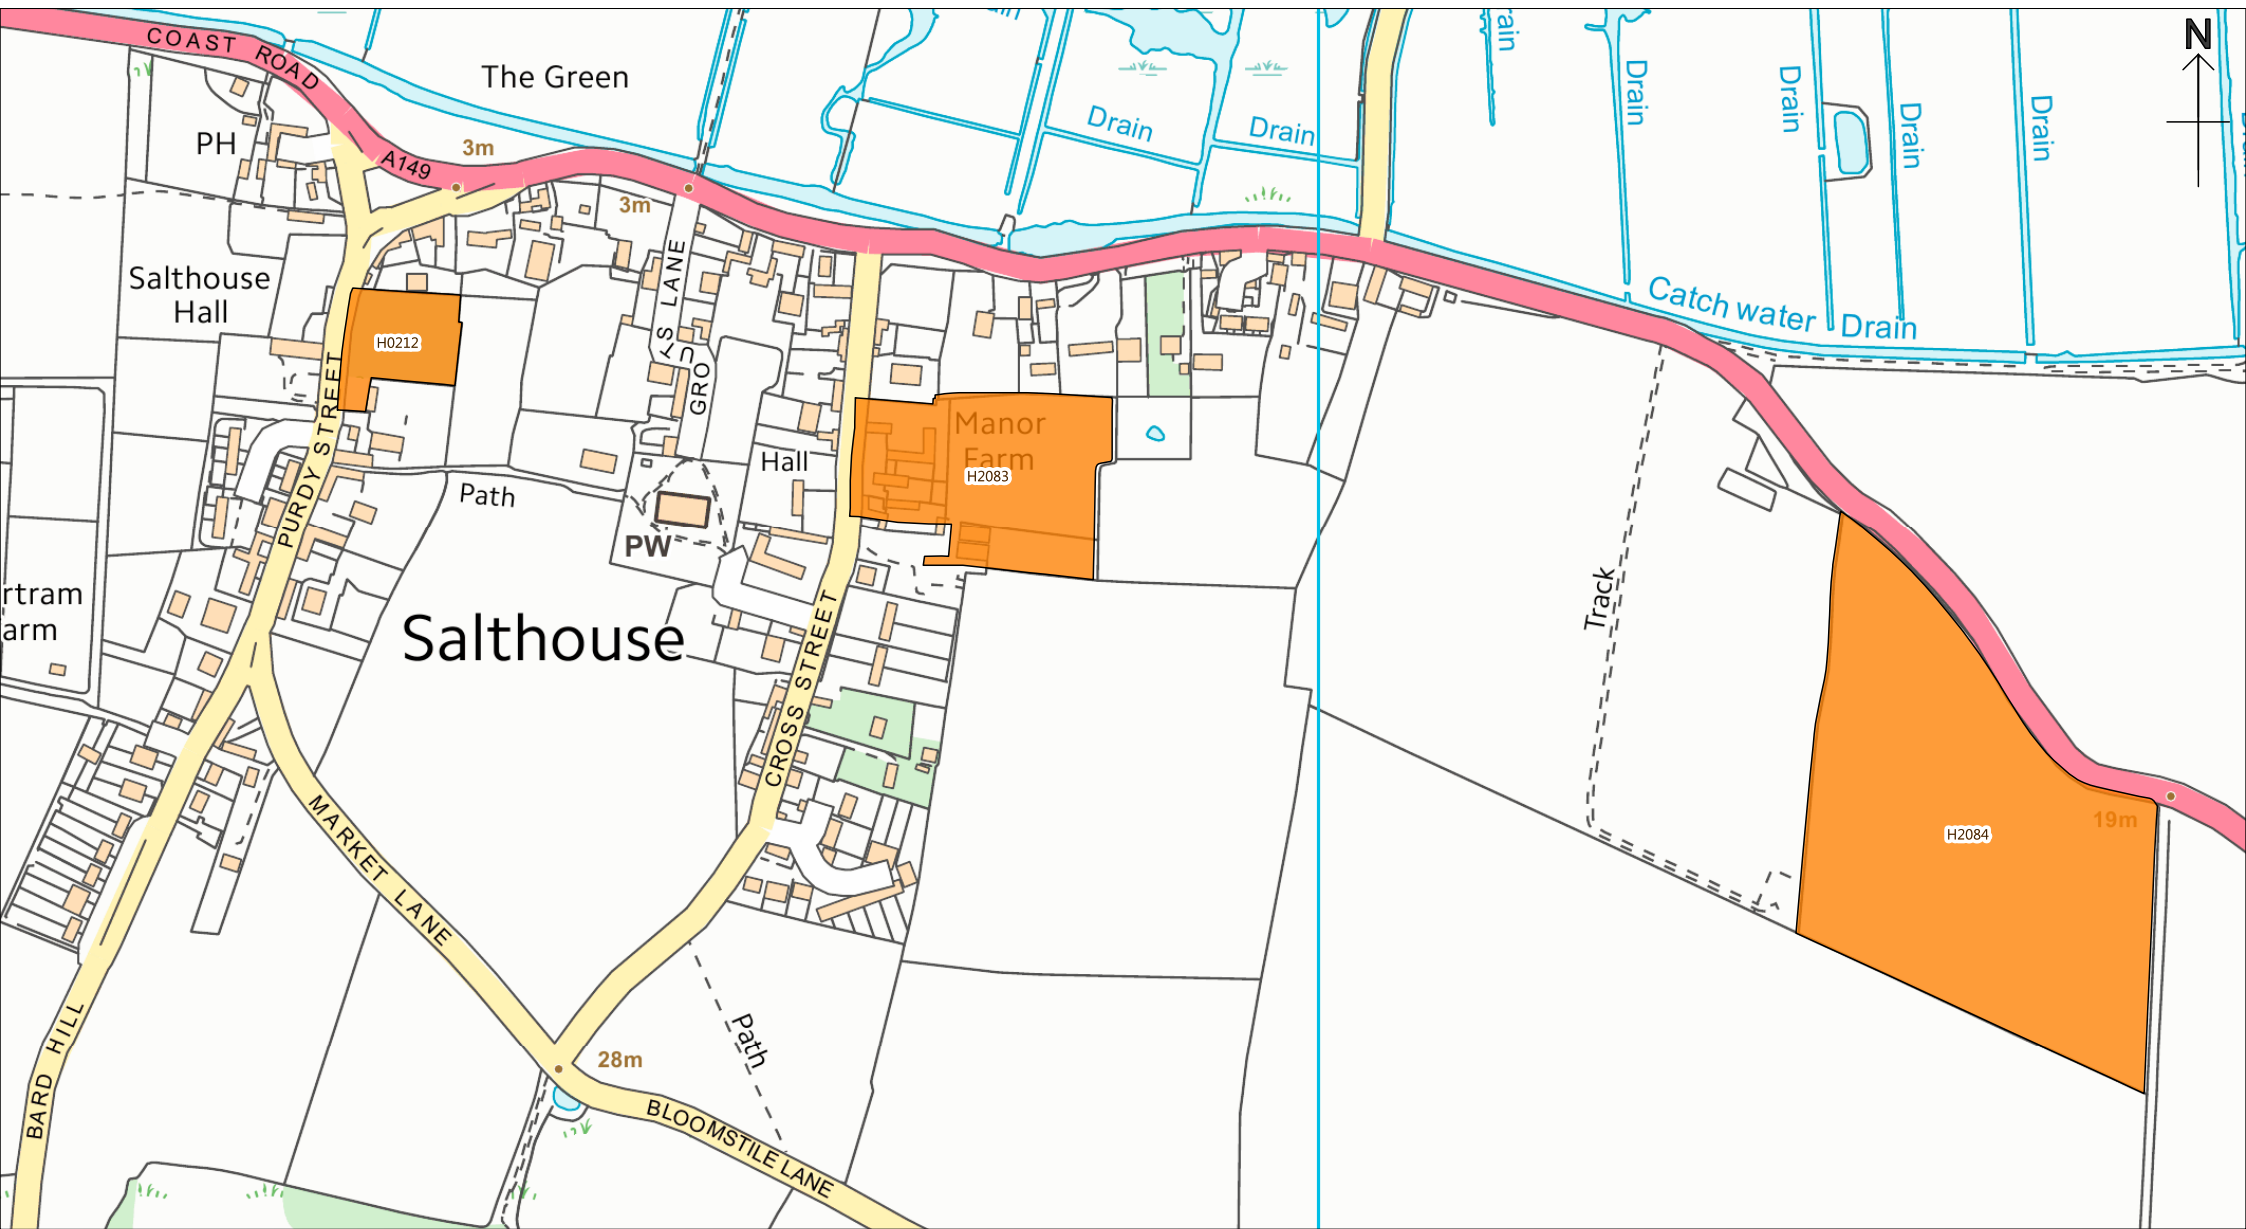 COAST ROAD
The Green
N
Drain
Drain
Drain
Drain
Drain
Drain
PH
A149
3m
3m
Salthouse
Hall
H0212
GROUTS LANE
Catch water Drain
PURDY STREET
Manor
Farm
H2083
Hall
Path
PW
Track
rtram
arm
Salthouse
CROSS STREET
19m
H2084
MARKET LANE
BARD HILL
28m
Path
BLOOMSTILE LANE